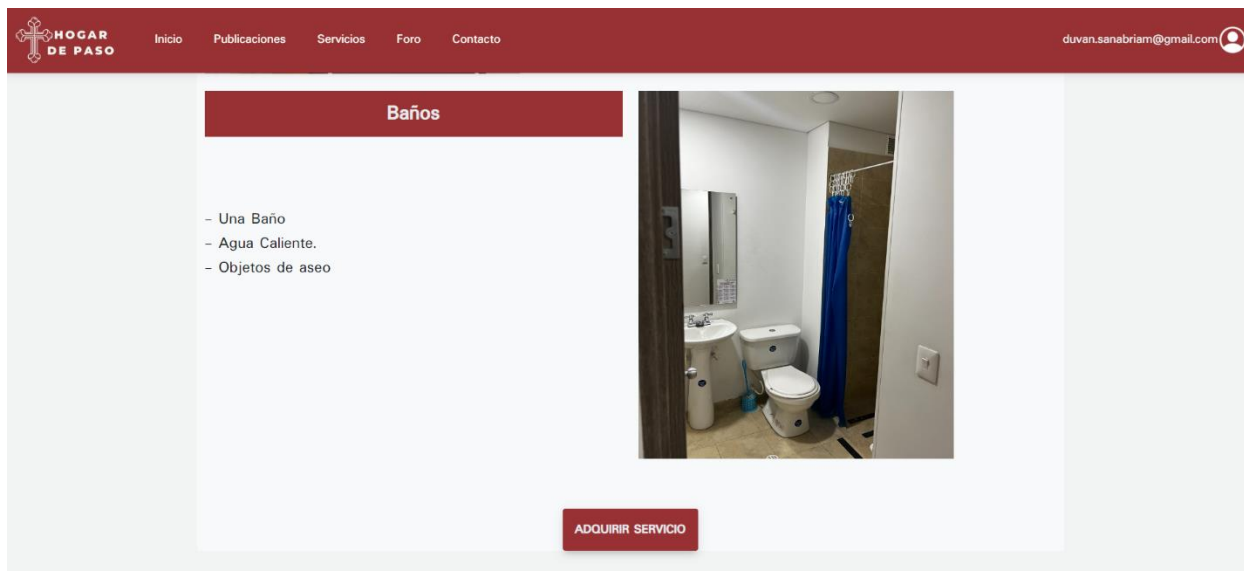 HOGAR
DE PASO
Inicio
Publicaciones
Servicios
Foro
Contacto
duvan.sanabriam@gmail.com
Baños
- Una Baño
- Agua Caliente.
- Objetos de aseo
ADQUIRIR SERVICIO